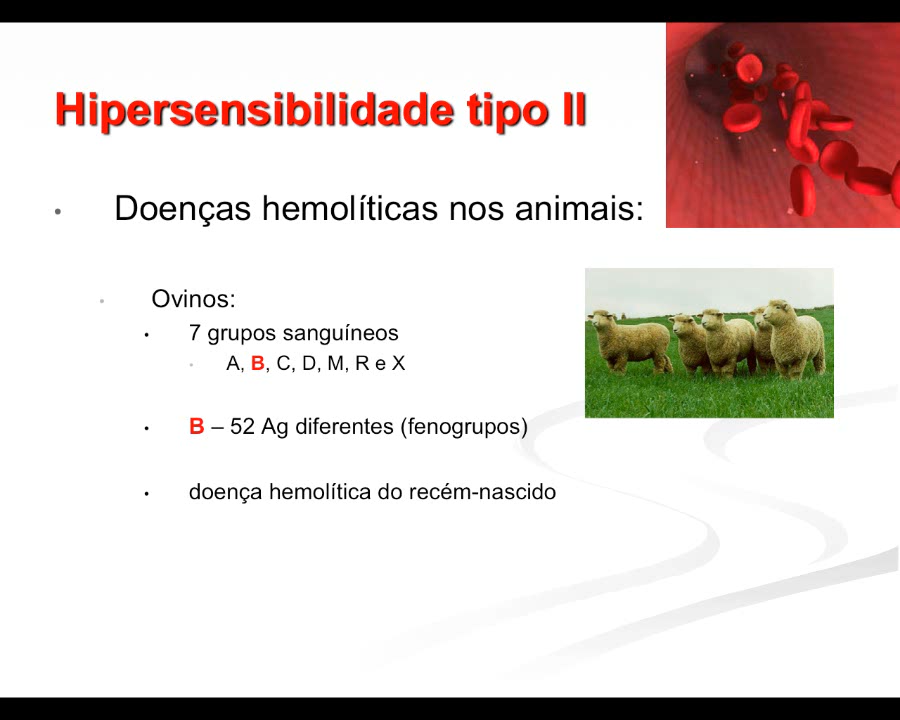 Hipersensibilidade tipo II
• Doenças hemolíticas nos animais:
• Ovinos:
• 7 grupos sanguíneos
• A, B, C, D, M, R e X
• B – 52 Ag diferentes (fenogrupos)
• doença hemolítica do recém-nascido